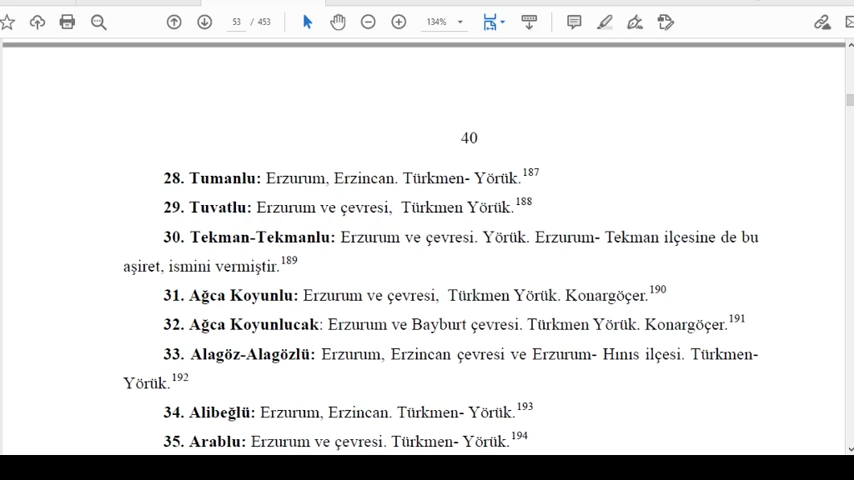 53 / 453
134%
40
28. Tumanlu: Erzurum, Erzincan. Türkmen- Yörük.187
29. Tuvatlu: Erzurum ve çevresi, Türkmen Yörük.188
30. Tekman-Tekmanlu: Erzurum ve çevresi. Yörük. Erzurum- Tekman ilçesine de bu
aşiret, ismini vermiştir.189
31. Ağca Koyunlu: Erzurum ve çevresi, Türkmen Yörük. Konargöçer.190
32. Ağca Koyunlucak: Erzurum ve Bayburt çevresi. Türkmen Yörük. Konargöçer.191
33. Alagöz-Alagözlü: Erzurum, Erzincan çevresi ve Erzurum- Hınıs ilçesi. Türkmen-
Yörük.192
34. Alibeğlü: Erzurum, Erzincan. Türkmen- Yörük.193
35. Arablu: Erzurum ve çevresi. Türkmen- Yörük.194